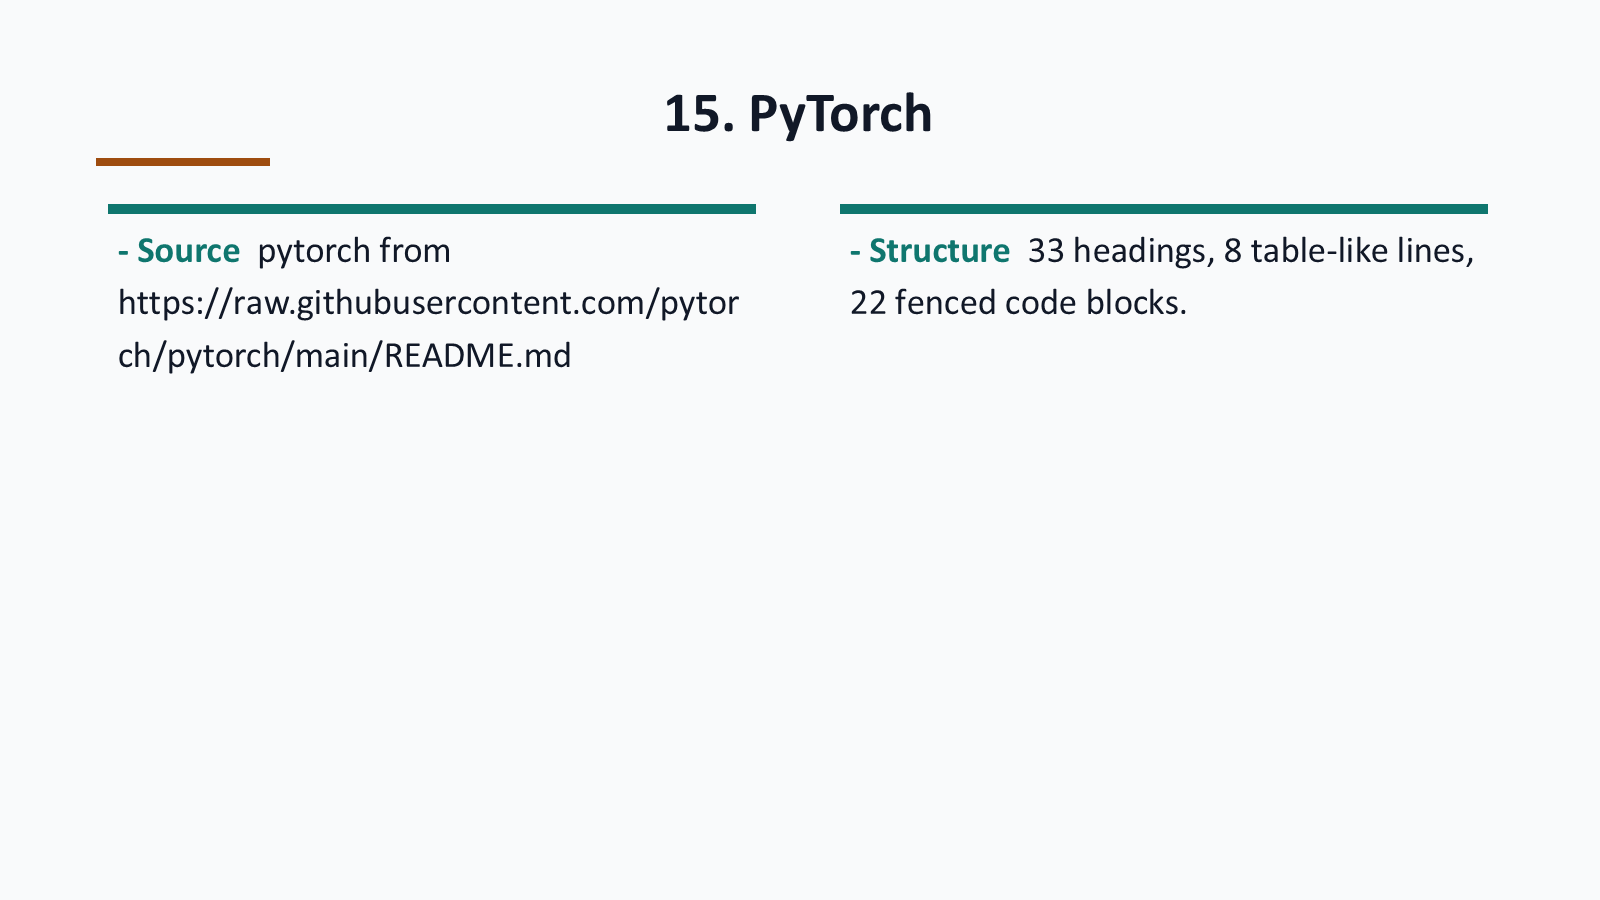 15. PyTorch
- Source  pytorch from
https://raw.githubusercontent.com/pytor
ch/pytorch/main/README.md
- Structure  33 headings, 8 table-like lines,
22 fenced code blocks.